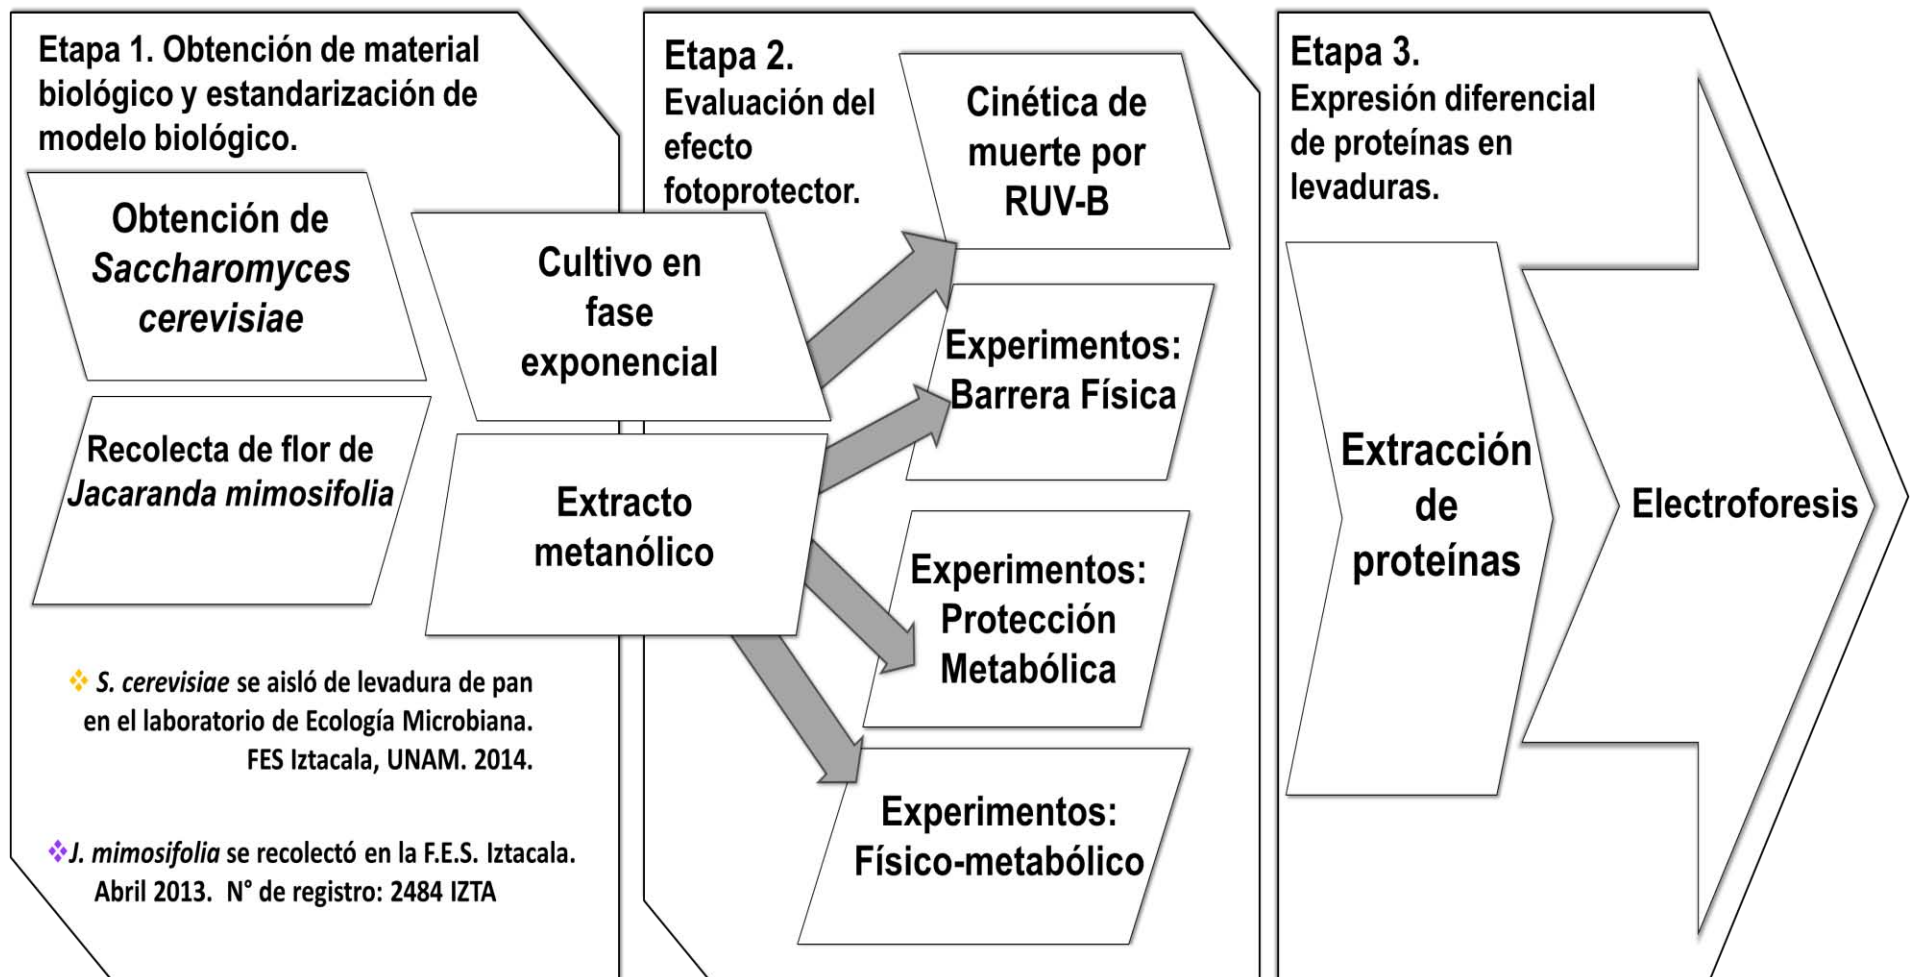 Etapa 1. Obtención de material
biológico y estandarización de
modelo biológico.
Obtención de
Saccharomyces
cerevisiae
Recolecta de flor de
Jacaranda mimosifolia
Cultivo en
fase
exponencial
Extracto
metanólico
S. cerevisiae se aisló de levadura de pan
en el laboratorio de Ecología Microbiana.
FES Iztacala, UNAM. 2014.
J. mimosifolia se recolectó en la F.E.S. Iztacala.
Abril 2013. N° de registro: 2484 IZTA
Etapa 2.
Evaluación del
efecto
fotoprotector.
Cinética de
muerte por
RUV-B
Experimentos:
Barrera Física
Experimentos:
Protección
Metabólica
Experimentos:
Físico-metabólico
Etapa 3.
Expresión diferencial
de proteínas en
levaduras.
Extracción
de
proteínas
Electroforesis